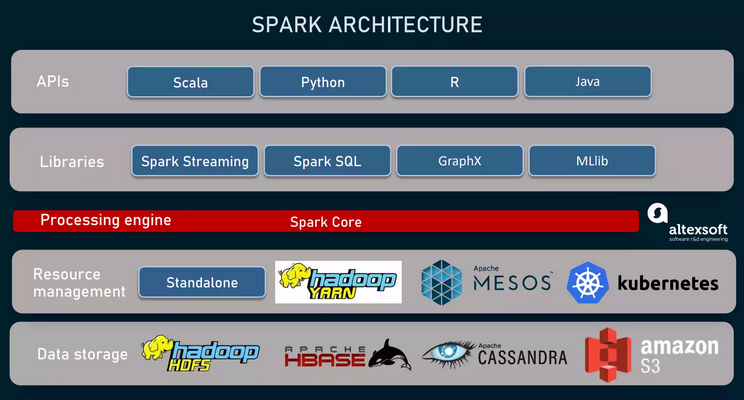 SPARK ARCHITECTURE
APIs
Scala
Python
R
Java
Libraries
Spark Streaming
Spark SQL
GraphX
MLlib
Processing engine
Spark Core
altexsoft
software r&d engineering
Resource
management
Standalone
hadoop
YARN
Apache
MESOS™
kubernetes
Data storage
hadoop
HDFS
APACHE
HBASE
Apache
CASSANDRA
amazon
S3